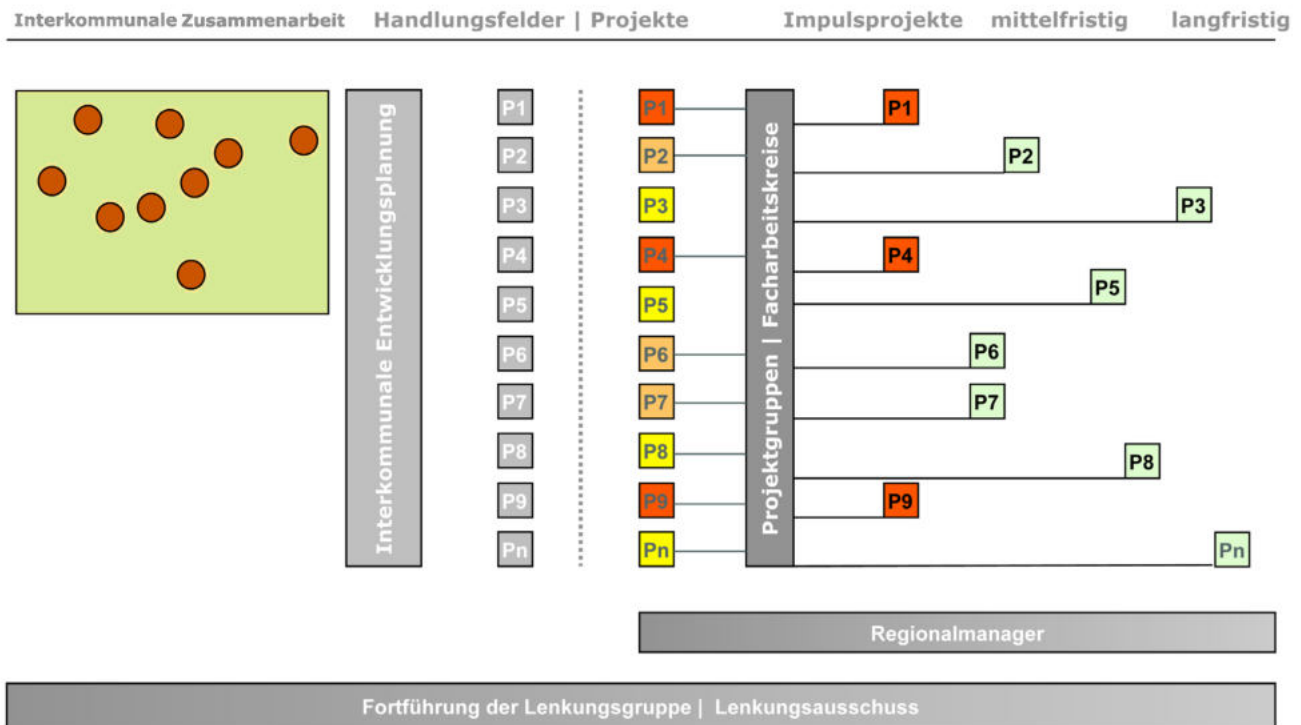 Interkommunale Zusammenarbeit Handlungsfelder | Projekte Impulsprojekte mittelfristig langfristig
Interkommunale Entwicklungsplanung
P1
P2
P3
P4
P5
P6
P7
P8
P9
Pn
P1
P2
P3
P4
P5
P6
P7
P8
P9
Pn
Projektgruppen | Facharbeitskreise
P1
P2
P3
P4
P5
P6
P7
P8
P9
Pn
Regionalmanager
Fortführung der Lenkungsgruppe | Lenkungsausschuss